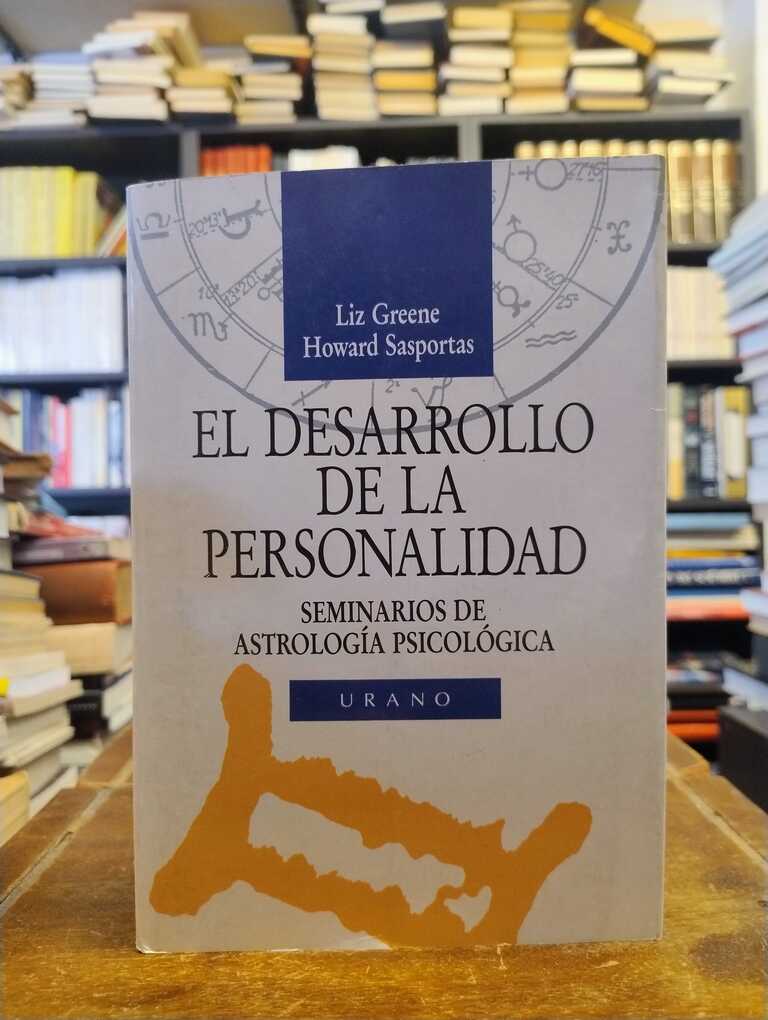 Liz Greene
Howard Sasportas
EL DESARROLLO
DE LA
PERSONALIDAD
SEMINARIOS DE
ASTROLOGÍA PSICOLÓGICA
URANO